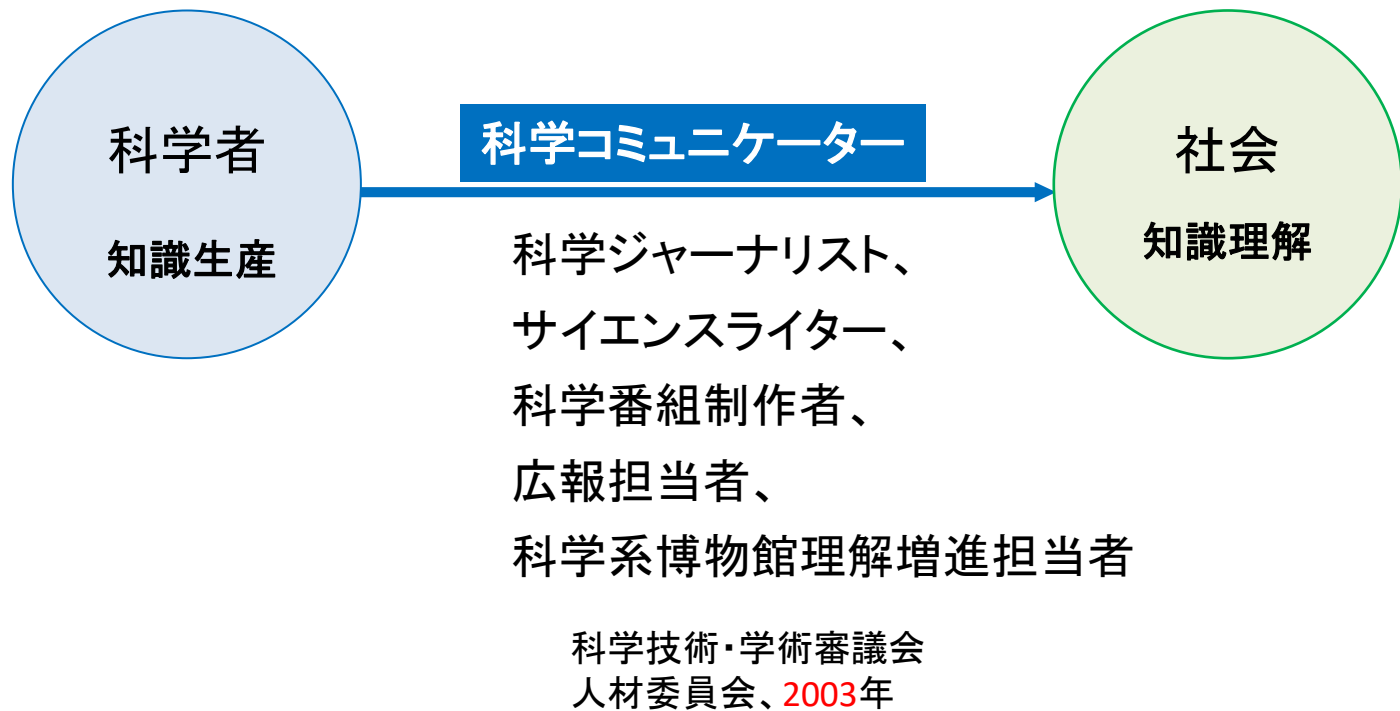 科学者
知識生産
科学コミュニケーター
社会
知識理解
科学ジャーナリスト、
サイエンスライター、
科学番組制作者、
広報担当者、
科学系博物館理解増進担当者
科学技術・学術審議会
人材委員会、2003年